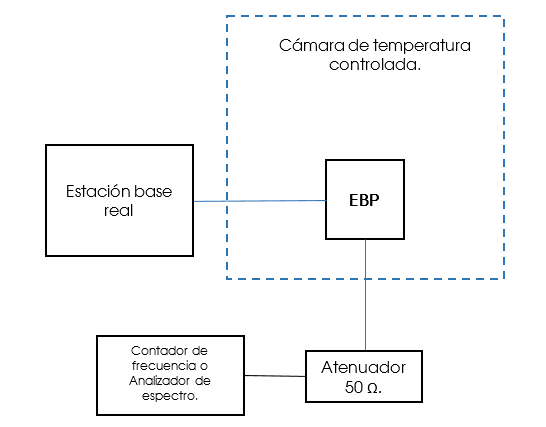 Cámara de temperatura
controlada.
Estación base
real
EBP
Contador de
frecuencia o
Analizador de
espectro.
Atenuador
50 Ω.